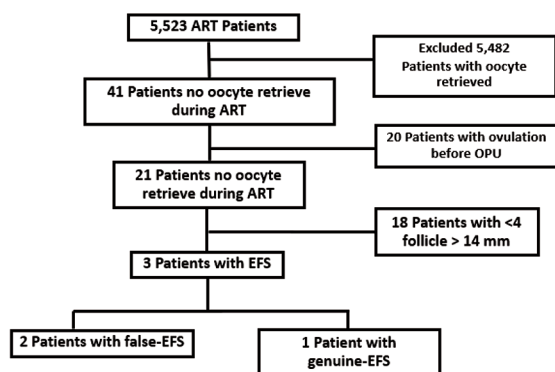 5,523 ART Patients
Excluded 5,482
Patients with oocyte
retrieved
41 Patients no oocyte retrieve
during ART
20 Patients with ovulation
before OPU
21 Patients no oocyte
retrieve during ART
18 Patients with <4
follicle > 14 mm
3 Patients with EFS
2 Patients with false-EFS
1 Patient with
genuine-EFS